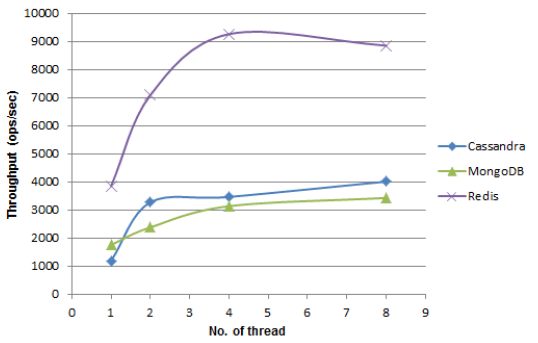 10000
9000
8000
7000
6000
5000
4000
3000
2000
1000
0
Throughput (ops/sec)
0 1 2 3 4 5 6 7 8 9
No. of thread
Cassandra
MongoDB
Redis